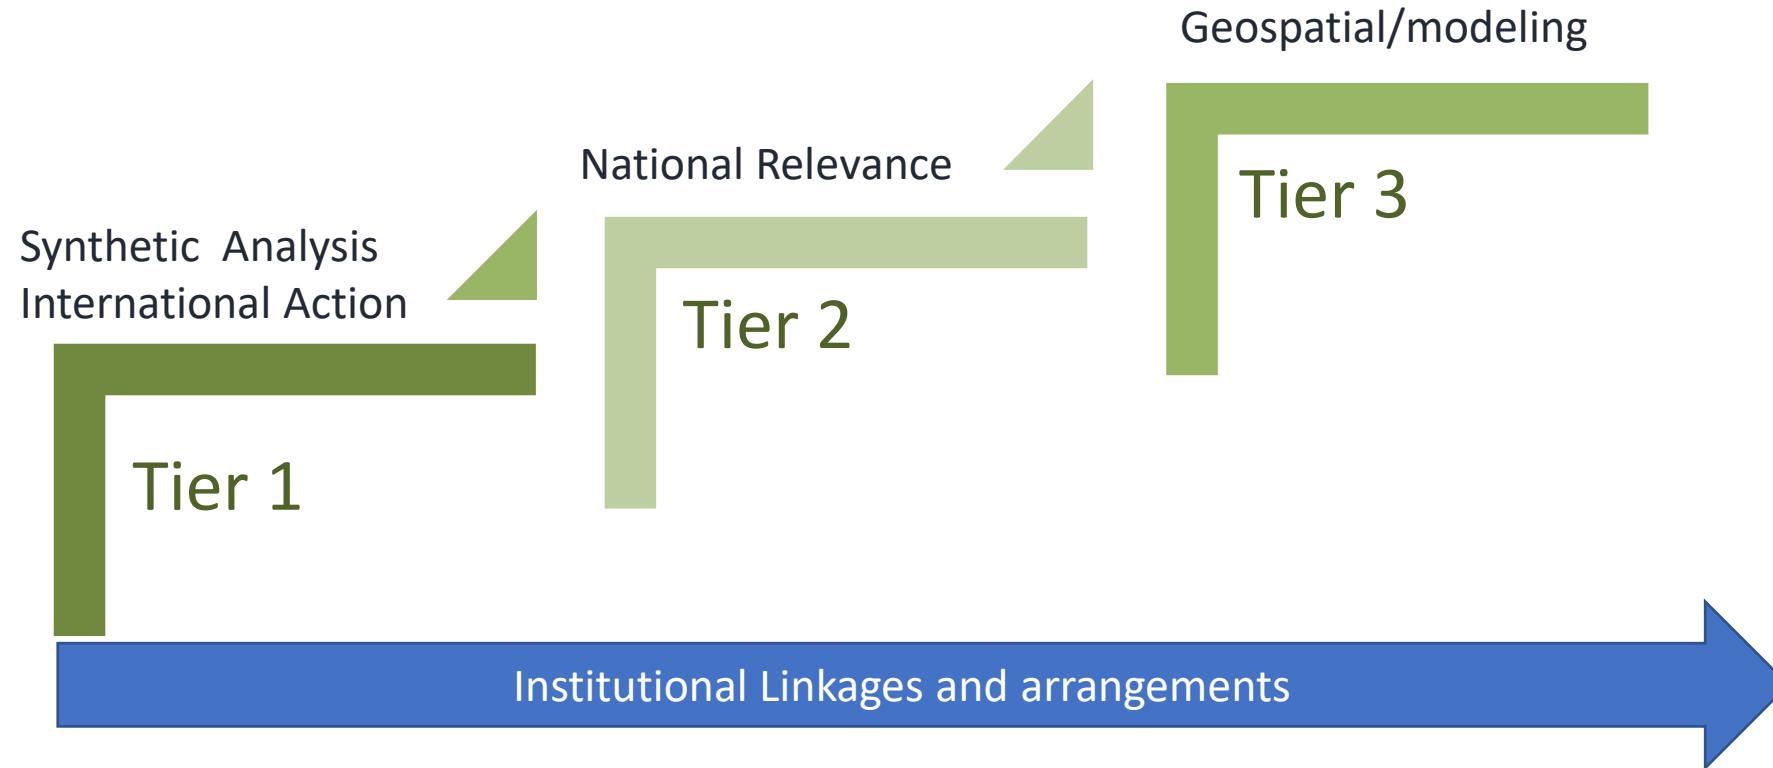 Synthetic  Analysis
International Action
Tier 1
National Relevance
Tier 2
Geospatial/modeling
Tier 3
Institutional Linkages and arrangements